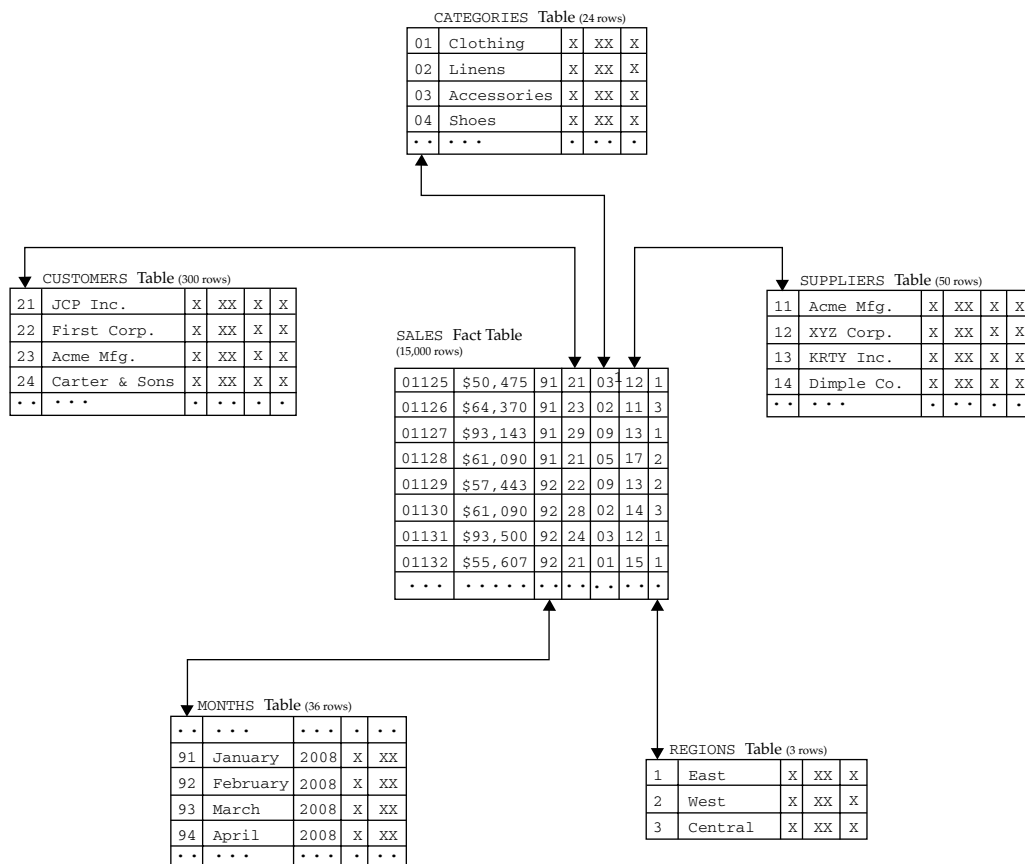 CATEGORIES Table (24 rows)
01 Clothing X XX X
02 Linens X XX X
03 Accessories X XX X
04 Shoes X XX X
·· ··· · ·· ·
CUSTOMERS Table (300 rows)
21 JCP Inc. X XX X X
22 First Corp. X XX X X
23 Acme Mfg. X XX X X
24 Carter & Sons X XX X X
·· ··· · ·· · ·
SUPPLIERS Table (50 rows)
11 Acme Mfg. X XX X X
12 XYZ Corp. X XX X X
13 KRTY Inc. X XX X X
14 Dimple Co. X XX X X
·· ··· · ·· · ·
SALES Fact Table
(15,000 rows)
01125 $50,475 91 21 03 1 12 1
01126 $64,370 91 23 02 11 3
01127 $93,143 91 29 09 13 1
01128 $61,090 91 21 05 17 2
01129 $57,443 92 22 09 13 2
01130 $61,090 92 28 02 14 3
01131 $93,500 92 24 03 12 1
01132 $55,607 92 21 01 15 1
··· ····· ·· ·· ·· ·· ·
MONTHS Table (36 rows)
·· ··· ··· · ··
91 January 2008 X XX
92 February 2008 X XX
93 March 2008 X XX
94 April 2008 X XX
·· ··· ··· · ··
REGIONS Table (3 rows)
1 East X XX X
2 West X XX X
3 Central X XX X